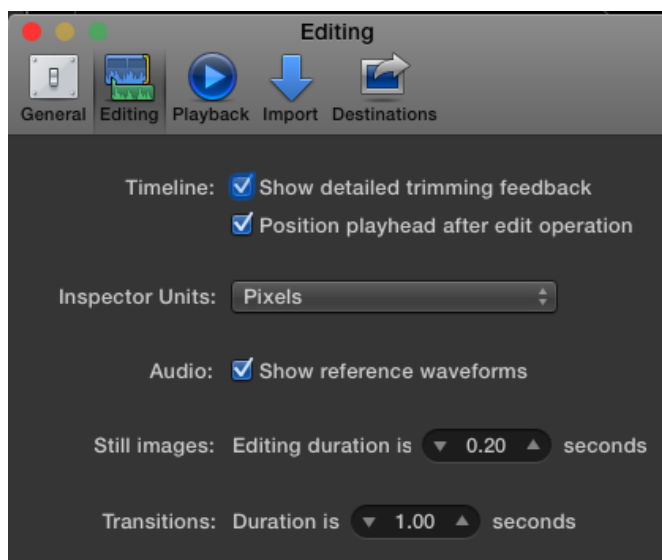 Editing
General Editing Playback Import Destinations
Timeline: Show detailed trimming feedback
Position playhead after edit operation
Inspector Units: Pixels
Audio: Show reference waveforms
Still images: Editing duration is 0.20 seconds
Transitions: Duration is 1.00 seconds